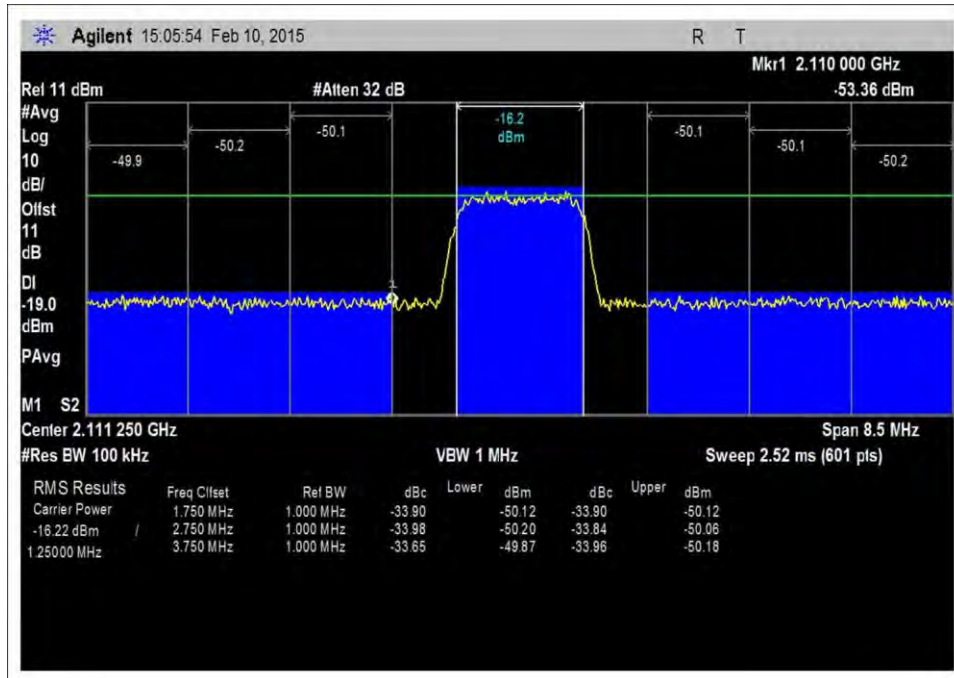 Agilent 15:05:54 Feb 10, 2015 R T
Mkr1 2.110 000 GHz
Rel 11 dBm #Atten 32 dB -53.36 dBm
#Avg
Log
10
dB/
Offst
11
dB
DI
-19.0
dBm
PAvg
M1 S2
-49.9 -50.2 -50.1 -16.2 dBm -50.1 -50.1 -50.2
1
Center 2.111 250 GHz Span 8.5 MHz
#Res BW 100 kHz VBW 1 MHz Sweep 2.52 ms (601 pts)
RMS Results Freq Clfset Ref BW dBc Lower dBm dBc Upper dBm
Carrier Power 1.750 MHz 1.000 MHz -33.90 -50.12 -33.90 -50.12
-16.22 dBm / 2.750 MHz 1.000 MHz -33.98 -50.20 -33.84 -50.06
1.25000 MHz 3.750 MHz 1.000 MHz -33.65 -49.87 -33.96 -50.18